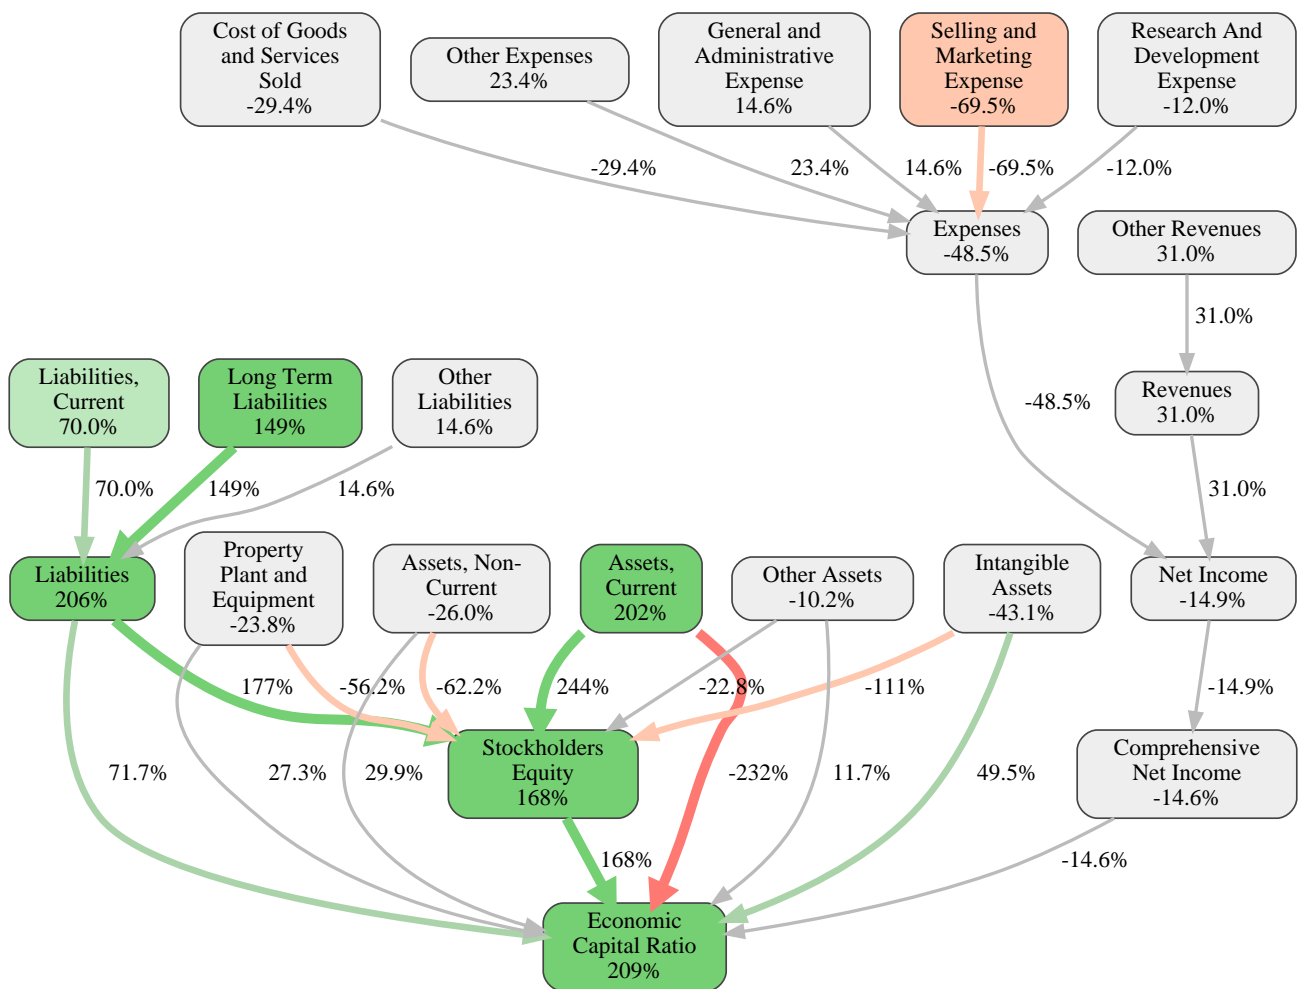 Cost of Goods
and Services
Sold
-29.4%
Other Expenses
23.4%
General and
Administrative
Expense
14.6%
Selling and
Marketing
Expense
-69.5%
Research And
Development
Expense
-12.0%
-29.4%
23.4%
14.6%
-69.5%
-12.0%
Expenses
-48.5%
Other Revenues
31.0%
31.0%
Liabilities,
Current
70.0%
Long Term
Liabilities
149%
Other
Liabilities
14.6%
-48.5%
Revenues
31.0%
70.0%
149%
14.6%
31.0%
Liabilities
206%
Property
Plant and
Equipment
-23.8%
Assets, Non-
Current
-26.0%
Assets,
Current
202%
Other Assets
-10.2%
Intangible
Assets
-43.1%
Net Income
-14.9%
177%
-56.2%
-62.2%
244%
-22.8%
-111%
-14.9%
Stockholders
Equity
168%
Comprehensive
Net Income
-14.6%
71.7%
27.3%
29.9%
-232%
11.7%
49.5%
168%
-14.6%
Economic
Capital Ratio
209%